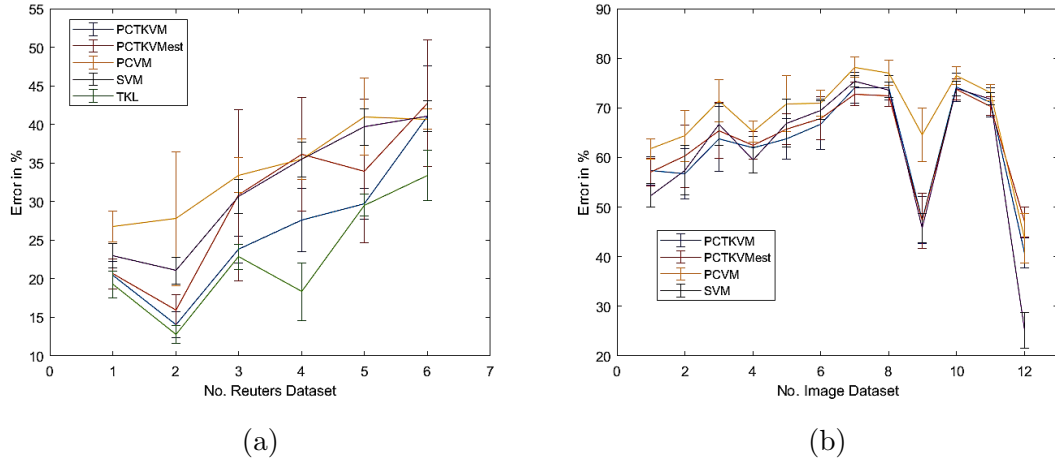 55
50
45
40
35
30
25
20
15
10
Error in %
PCTKVM
PCTKVMest
PCVM
SVM
TKL
0 1 2 3 4 5 6 7
No. Reuters Dataset
(a)
90
80
70
60
50
40
30
20
Error in %
PCTKVM
PCTKVMest
PCVM
SVM
0 2 4 6 8 10 12
No. Image Dataset
(b)